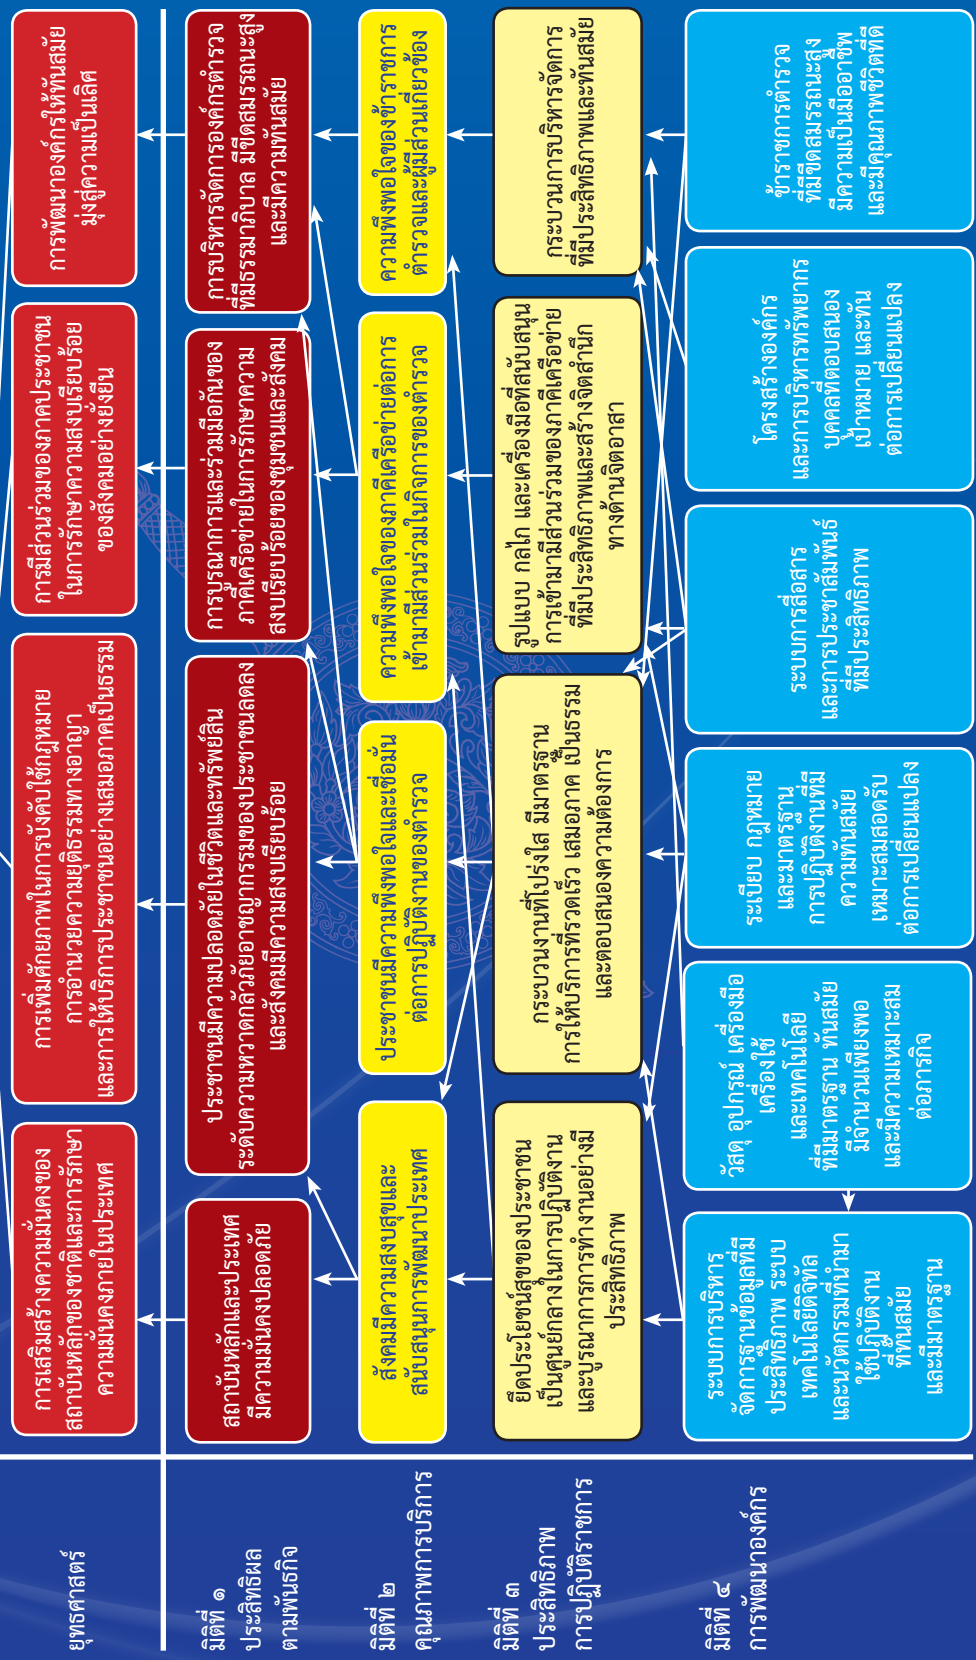 ยุทธศาสตร์
การเสริมสร้างความมั่นคงของ
สถาบันหลักของชาติและการรักษา
ความมั่นคงภายในประเทศ
การเพิ่มศักยภาพในการบังคับใช้กฎหมาย
การอำนวยความยุติธรรมทางอาญา
และการให้บริการประชาชนอย่างเสมอภาคเป็นธรรม
การมีส่วนร่วมของภาคประชาชน
ในการรักษาความสงบเรียบร้อย
ของสังคมอย่างยั่งยืน
การพัฒนาองค์กรให้ทันสมัย
มุ่งสู่ความเป็นเลิศ
มิติที่ ๑
ประสิทธิผล
ตามพันธกิจ
สถาบันหลักและประเทศ
มีความมั่นคงปลอดภัย
ประชาชนมีความปลอดภัยในชีวิตและทรัพย์สิน
ระดับความหวาดกลัวภัยอาชญากรรมของประชาชนลดลง
และสังคมมีความสงบเรียบร้อย
การบูรณาการและร่วมมือกันของ
ภาคีเครือข่ายในการรักษาความ
สงบเรียบร้อยของชุมชนและสังคม
การบริหารจัดการองค์กรตำรวจ
ที่มีธรรมาภิบาล มีขีดสมรรถนะสูง
และมีความทันสมัย
มิติที่ ๒
คุณภาพการบริการ
สังคมมีความสงบสุขและ
สนับสนุนการพัฒนาประเทศ
ประชาชนมีความพึงพอใจและเชื่อมั่น
ต่อการปฏิบัติงานของตำรวจ
ความพึงพอใจของภาคีเครือข่ายต่อการ
เข้ามามีส่วนร่วมในกิจการของตำรวจ
ความพึงพอใจของข้าราชการ
ตำรวจและผู้มีส่วนเกี่ยวข้อง
มิติที่ ๓
ประสิทธิภาพ
การปฏิบัติราชการ
ยึดประโยชน์สุขของประชาชน
เป็นศูนย์กลางในการปฏิบัติงาน
และบูรณาการการทำงานอย่างมี
ประสิทธิภาพ
กระบวนงานที่โปร่งใส มีมาตรฐาน
การให้บริการที่รวดเร็ว เสมอภาค เป็นธรรม
และตอบสนองความต้องการ
รูปแบบ กลไก และเครื่องมือที่สนับสนุน
การเข้ามามีส่วนร่วมของภาคีเครือข่าย
ที่มีประสิทธิภาพและสร้างจิตสำนึก
ทางด้านจิตอาสา
กระบวนการบริหารจัดการ
ที่มีประสิทธิภาพและทันสมัย
มิติที่ ๔
การพัฒนาองค์กร
ระบบการบริหาร
จัดการฐานข้อมูลที่มี
ประสิทธิภาพ ระบบ
เทคโนโลยีดิจิทัล
และนวัตกรรมที่นำมา
ใช้ปฏิบัติงาน
ที่ทันสมัย
และมีมาตรฐาน
วัสดุ อุปกรณ์ เครื่องมือ
เครื่องใช้
และเทคโนโลยี
ที่มีมาตรฐาน ทันสมัย
มีจำนวนเพียงพอ
และมีความเหมาะสม
ต่อภารกิจ
ระเบียบ กฎหมาย
และมาตรฐาน
การปฏิบัติงานที่มี
ความทันสมัย
เหมาะสมสอดรับ
ต่อการเปลี่ยนแปลง
ระบบการสื่อสาร
และการประชาสัมพันธ์
ที่มีประสิทธิภาพ
โครงสร้างองค์กร
และการบริหารทรัพยากร
บุคคลที่ตอบสนอง
เป้าหมาย และทัน
ต่อการเปลี่ยนแปลง
ข้าราชการตำรวจ
ที่มีขีดสมรรถนะสูง
มีความเป็นมืออาชีพ
และมีคุณภาพชีวิตที่ดี